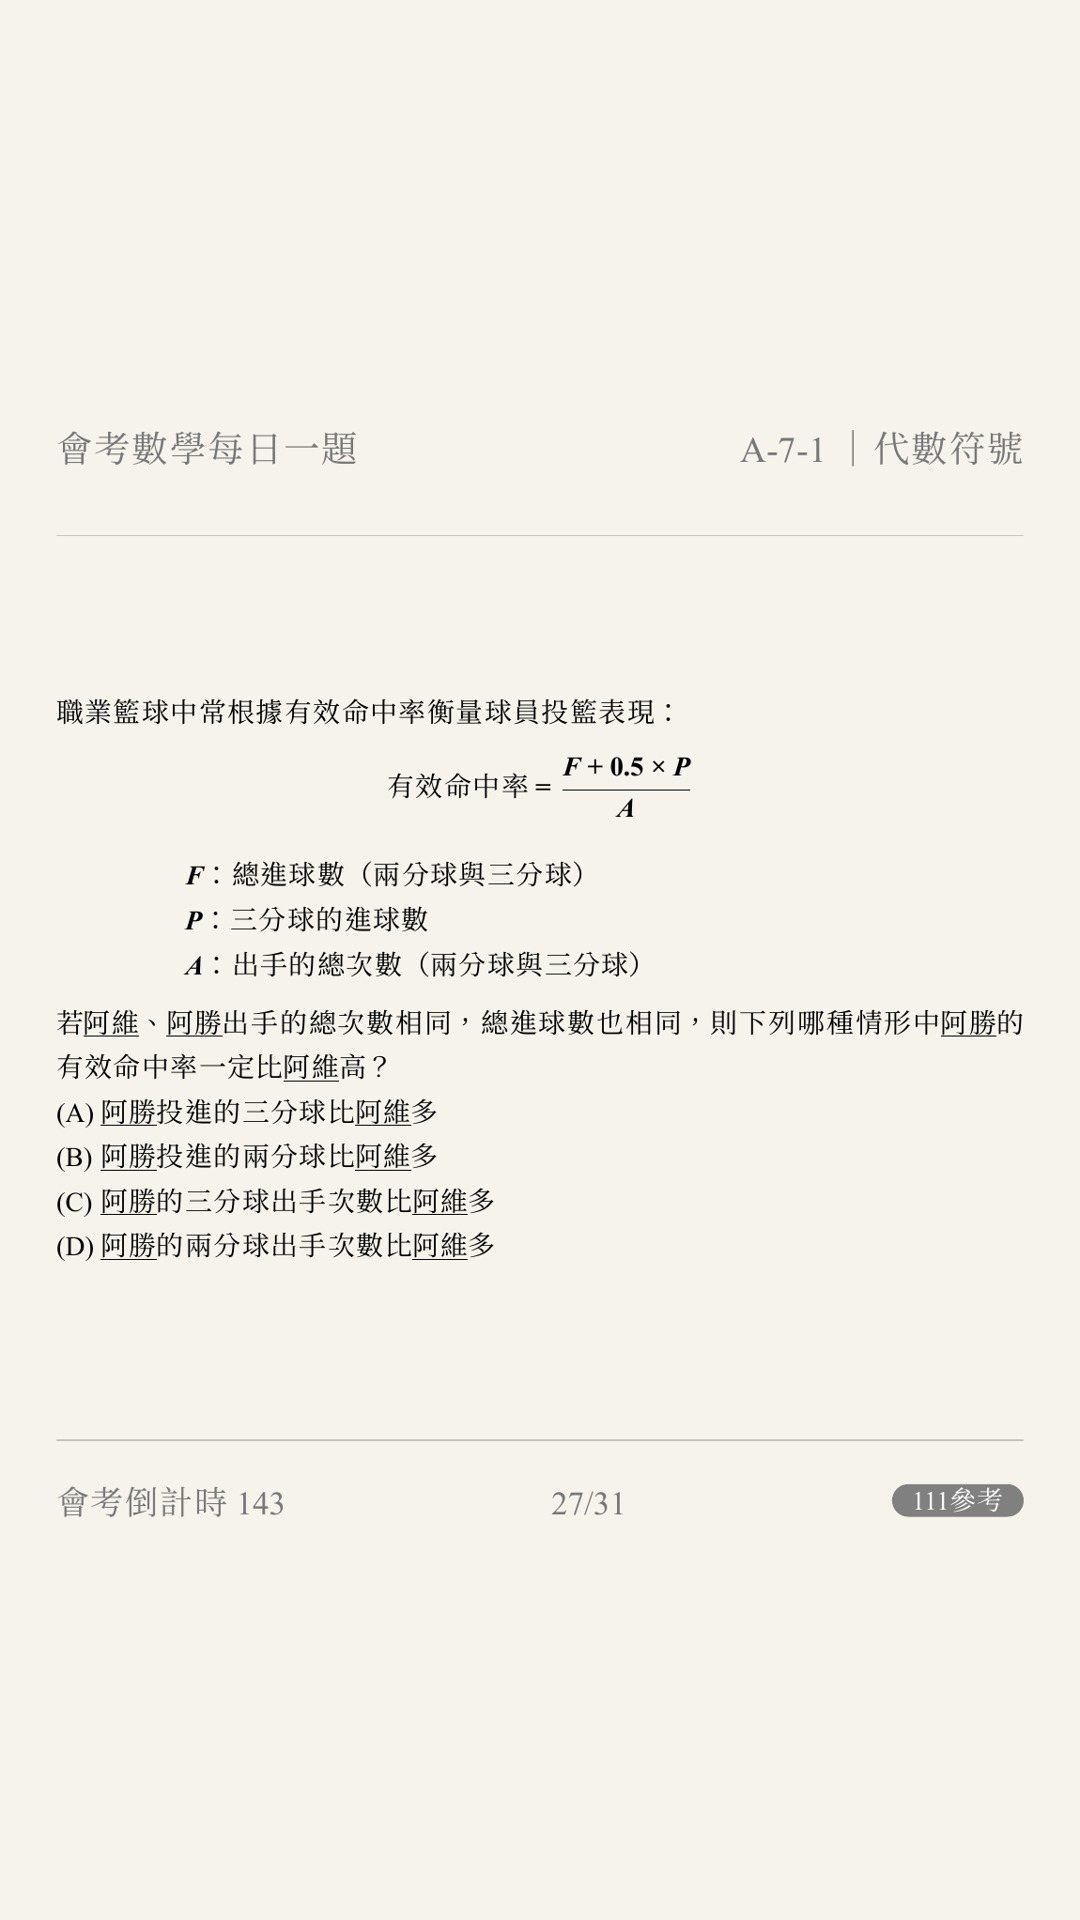 會考數學每日一題
A-7-1｜代數符號
職業籃球中常根據有效命中率衡量球員投籃表現：
有效命中率 = (F + 0.5 × P) / A
F：總進球數（兩分球與三分球）
P：三分球的進球數
A：出手的總次數（兩分球與三分球）
若阿維、阿勝出手的總次數相同，總進球數也相同，則下列哪種情形中阿勝的
有效命中率一定比阿維高？
(A) 阿勝投進的三分球比阿維多
(B) 阿勝投進的兩分球比阿維多
(C) 阿勝的三分球出手次數比阿維多
(D) 阿勝的兩分球出手次數比阿維多
會考倒計時 143
27/31
111參考